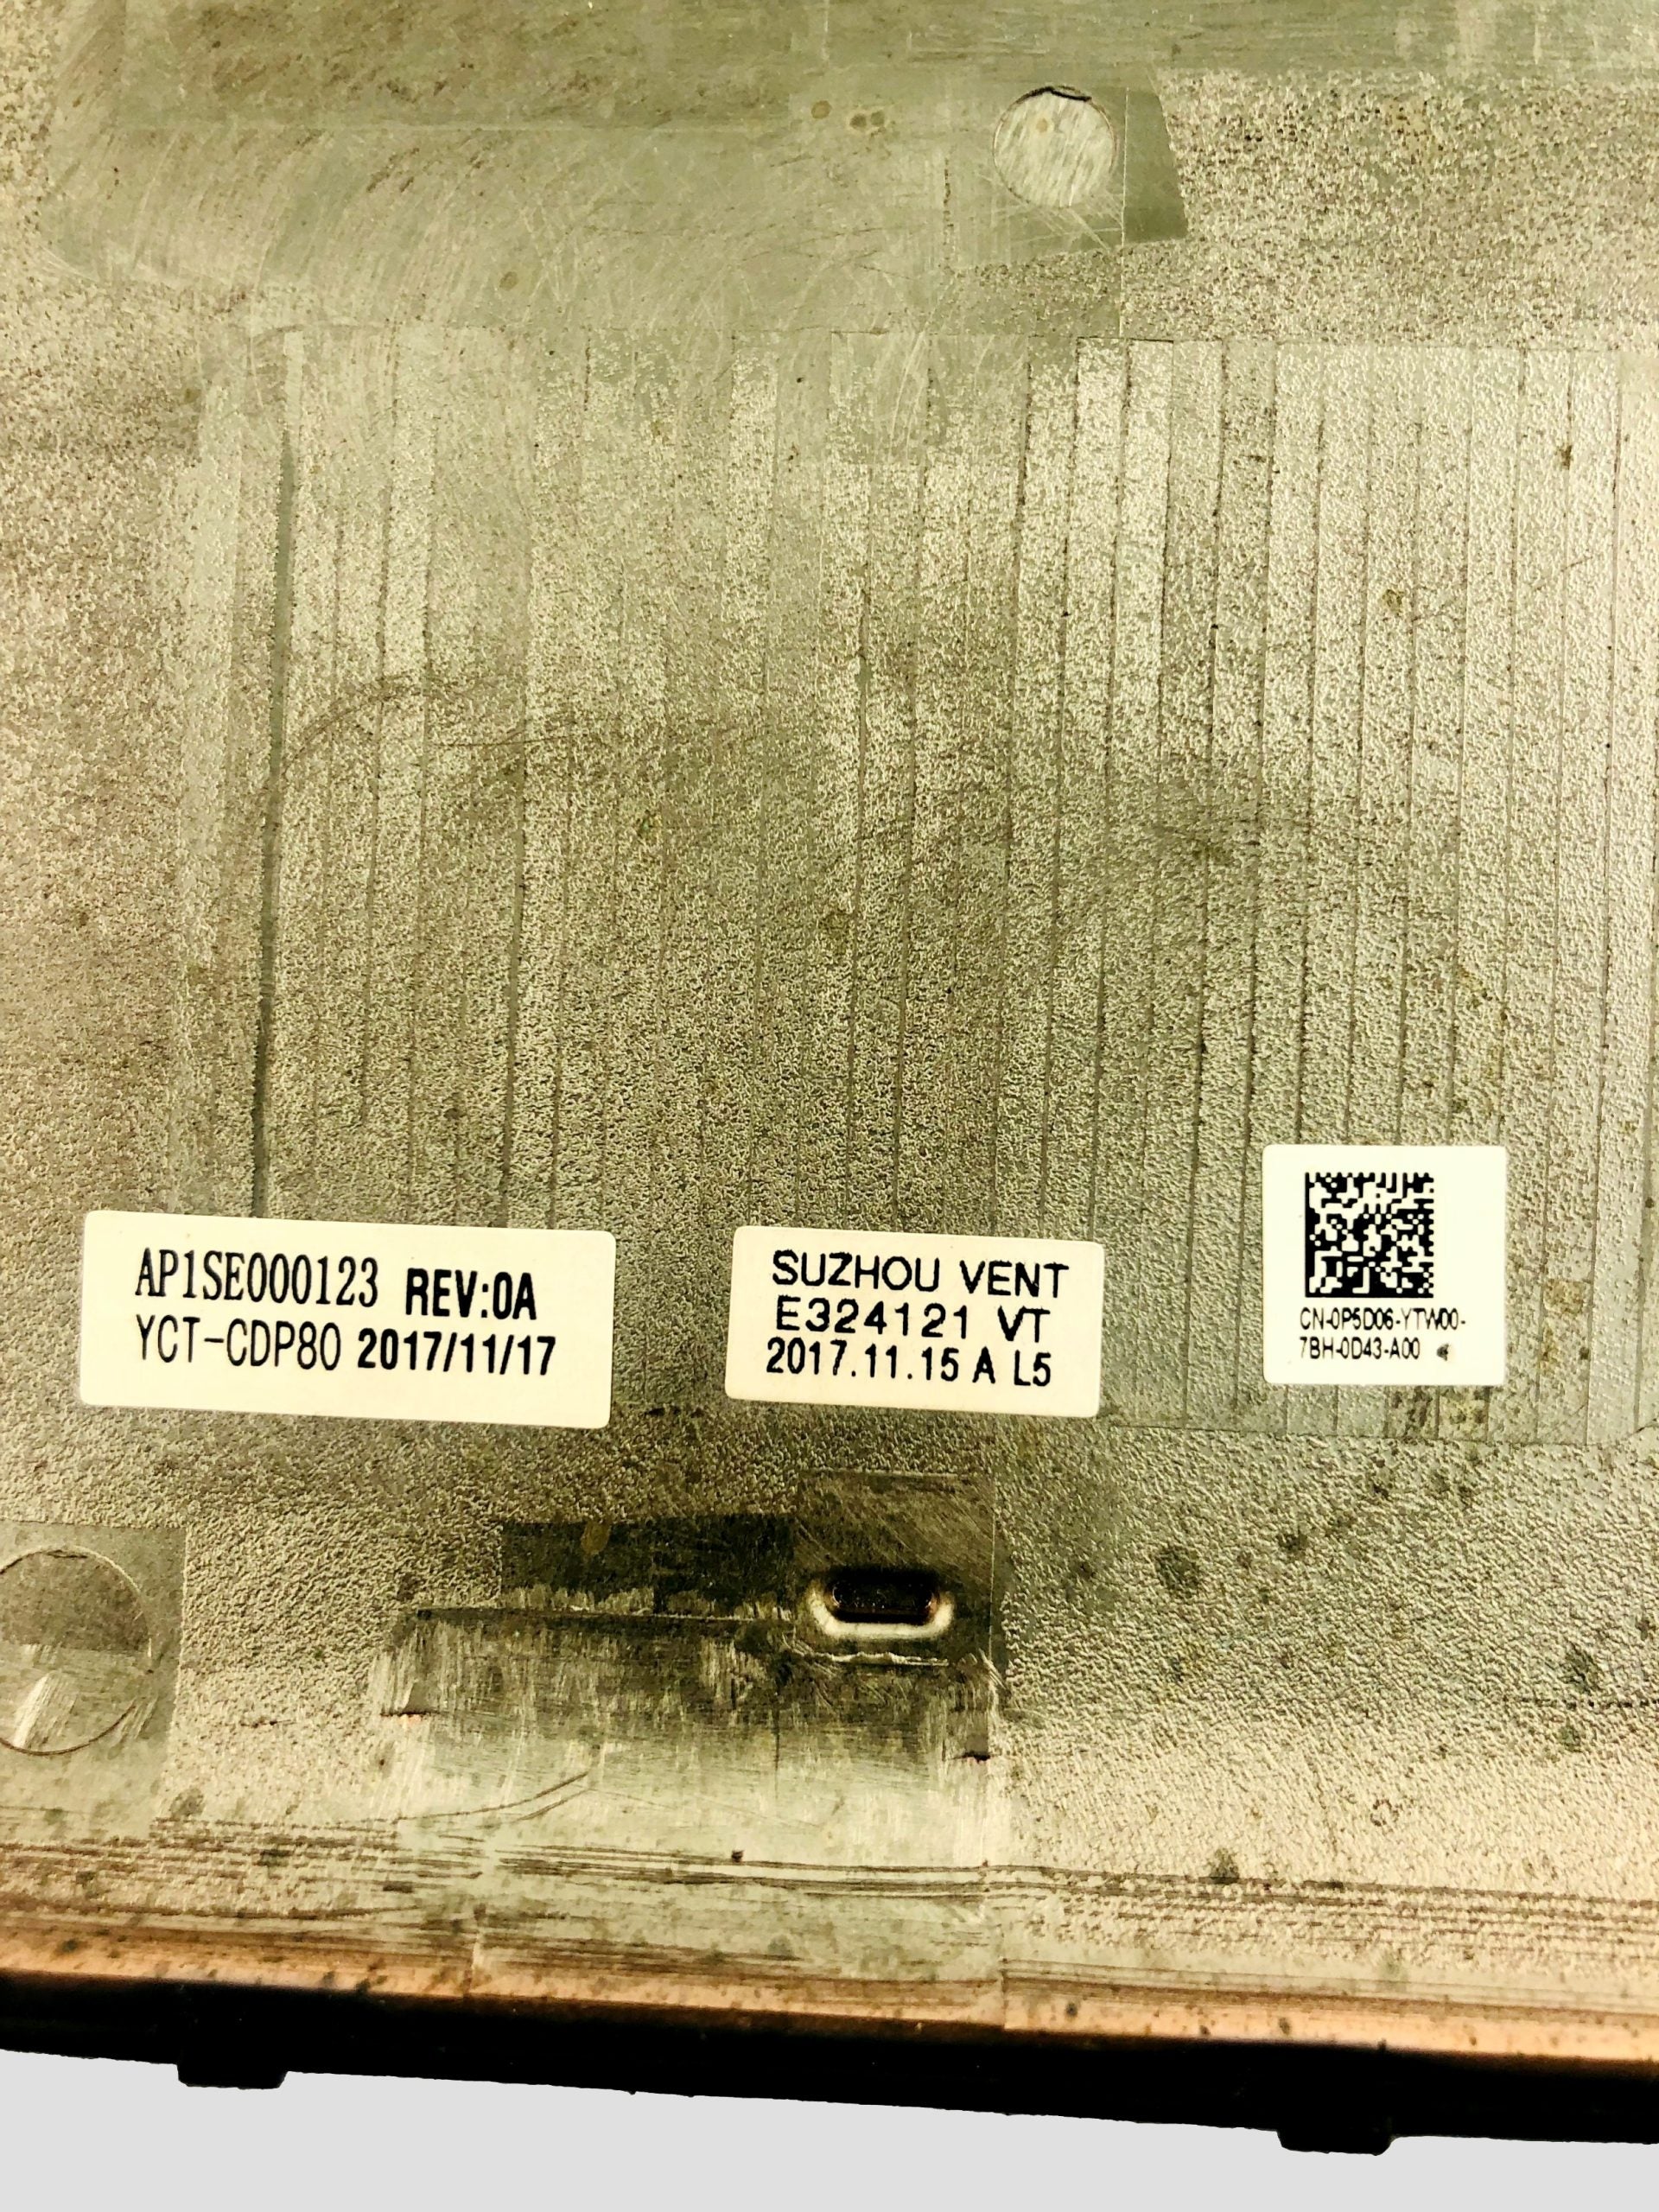 AP1SE000123 REV:0A
YCT-CDP80 2017/11/17
SUZHOU VENT
E324121 VT
2017.11.15 A L5
CN-0P5D06-YTW00-
7BH-0D43-A00